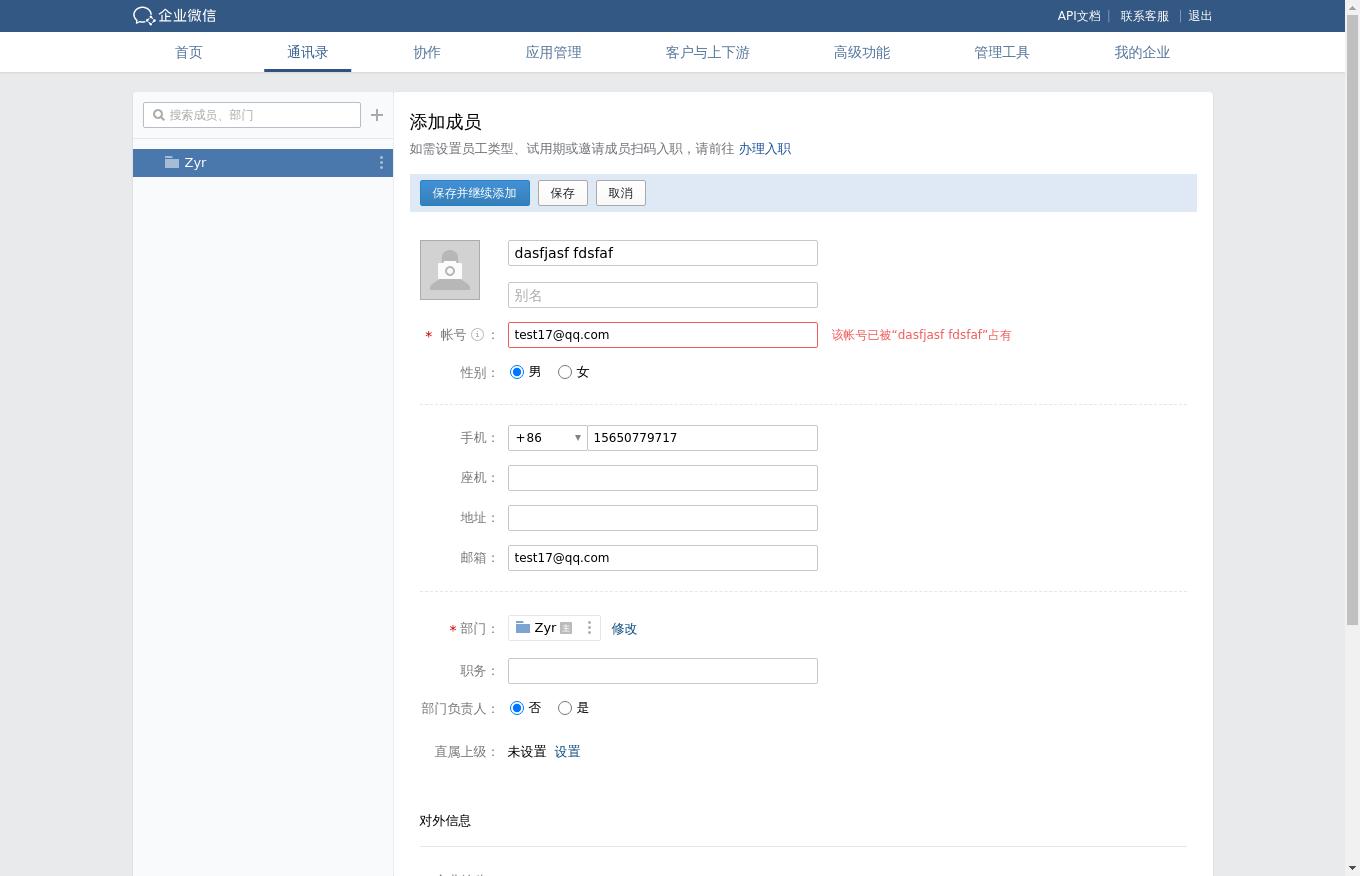 企业微信
API文档 | 联系客服 | 退出
首页 通讯录 协作 应用管理 客户与上下游 高级功能 管理工具 我的企业
搜索成员、部门
Zyr
添加成员
如需设置员工类型、试用期或邀请成员扫码入职，请前往 办理入职
保存并继续添加 保存 取消
dasfjasf fdsfaf
别名
* 帐号 ： test17@qq.com 该帐号已被“dasfjasf fdsfaf”占有
性别： 男 女
手机： +86 15650779717
座机：
地址：
邮箱： test17@qq.com
* 部门： Zyr 主 修改
职务：
部门负责人： 否 是
直属上级： 未设置 设置
对外信息